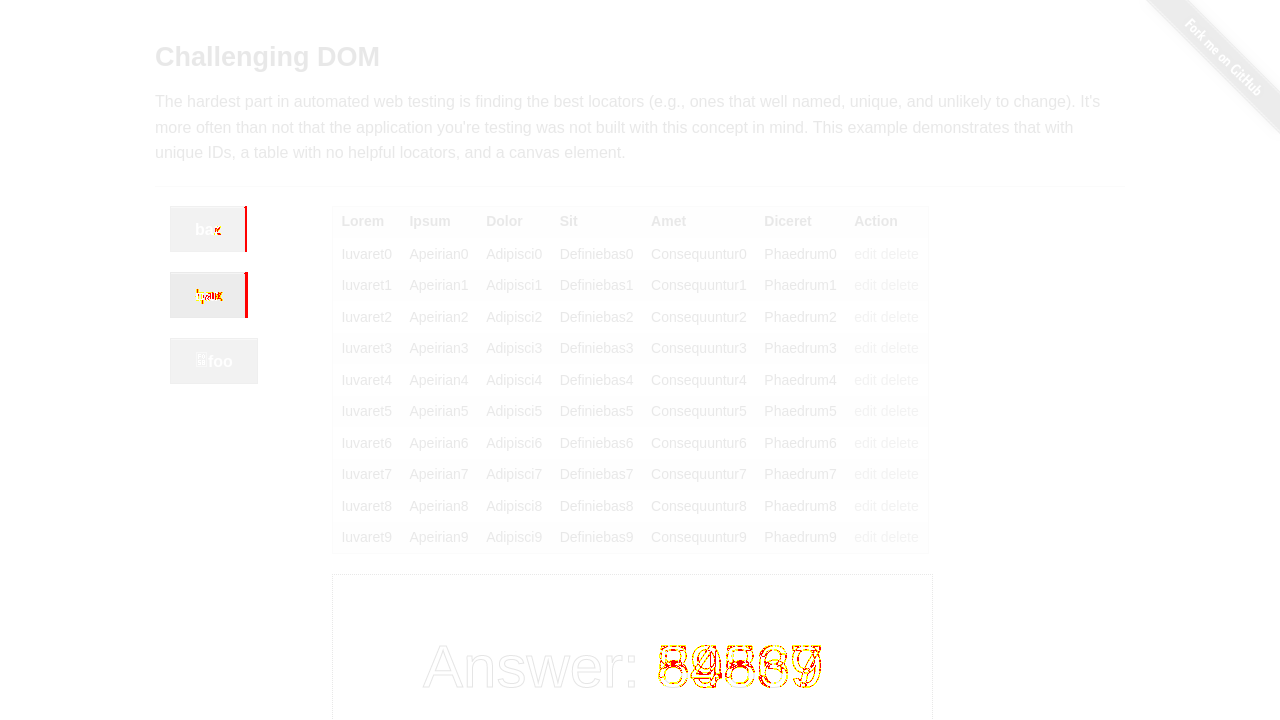 Fork me on GitHub
Challenging DOM
The hardest part in automated web testing is finding the best locators (e.g., ones that well named, unique, and unlikely to change). It's
more often than not that the application you're testing was not built with this concept in mind. This example demonstrates that with
unique IDs, a table with no helpful locators, and a canvas element.
foo
Lorem Ipsum Dolor Sit Amet Diceret Action
Iuvaret0 Apeirian0 Adipisci0 Definiebas0 Consequuntur0 Phaedrum0 edit delete
Iuvaret1 Apeirian1 Adipisci1 Definiebas1 Consequuntur1 Phaedrum1 edit delete
Iuvaret2 Apeirian2 Adipisci2 Definiebas2 Consequuntur2 Phaedrum2 edit delete
Iuvaret3 Apeirian3 Adipisci3 Definiebas3 Consequuntur3 Phaedrum3 edit delete
Iuvaret4 Apeirian4 Adipisci4 Definiebas4 Consequuntur4 Phaedrum4 edit delete
Iuvaret5 Apeirian5 Adipisci5 Definiebas5 Consequuntur5 Phaedrum5 edit delete
Iuvaret6 Apeirian6 Adipisci6 Definiebas6 Consequuntur6 Phaedrum6 edit delete
Iuvaret7 Apeirian7 Adipisci7 Definiebas7 Consequuntur7 Phaedrum7 edit delete
Iuvaret8 Apeirian8 Adipisci8 Definiebas8 Consequuntur8 Phaedrum8 edit delete
Iuvaret9 Apeirian9 Adipisci9 Definiebas9 Consequuntur9 Phaedrum9 edit delete
Answer: